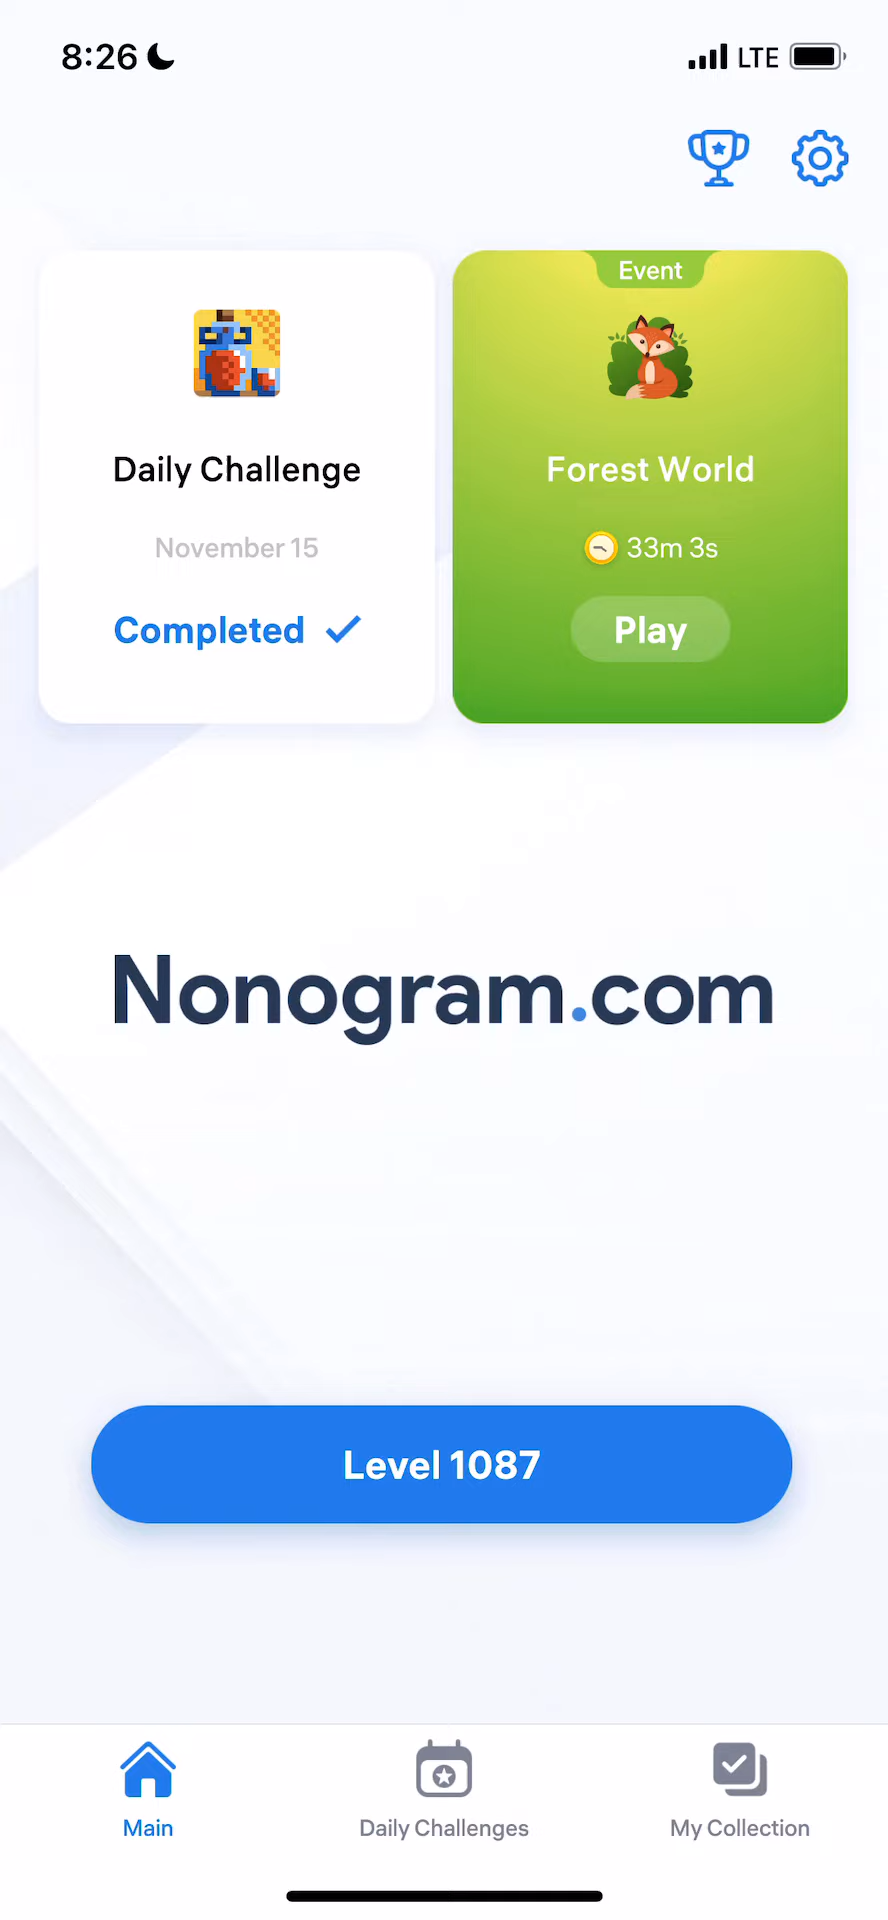 8:26
LTE
Daily Challenge
November 15
Completed
Event
Forest World
33m 3s
Play
Nonogram.com
Level 1087
Main
Daily Challenges
My Collection